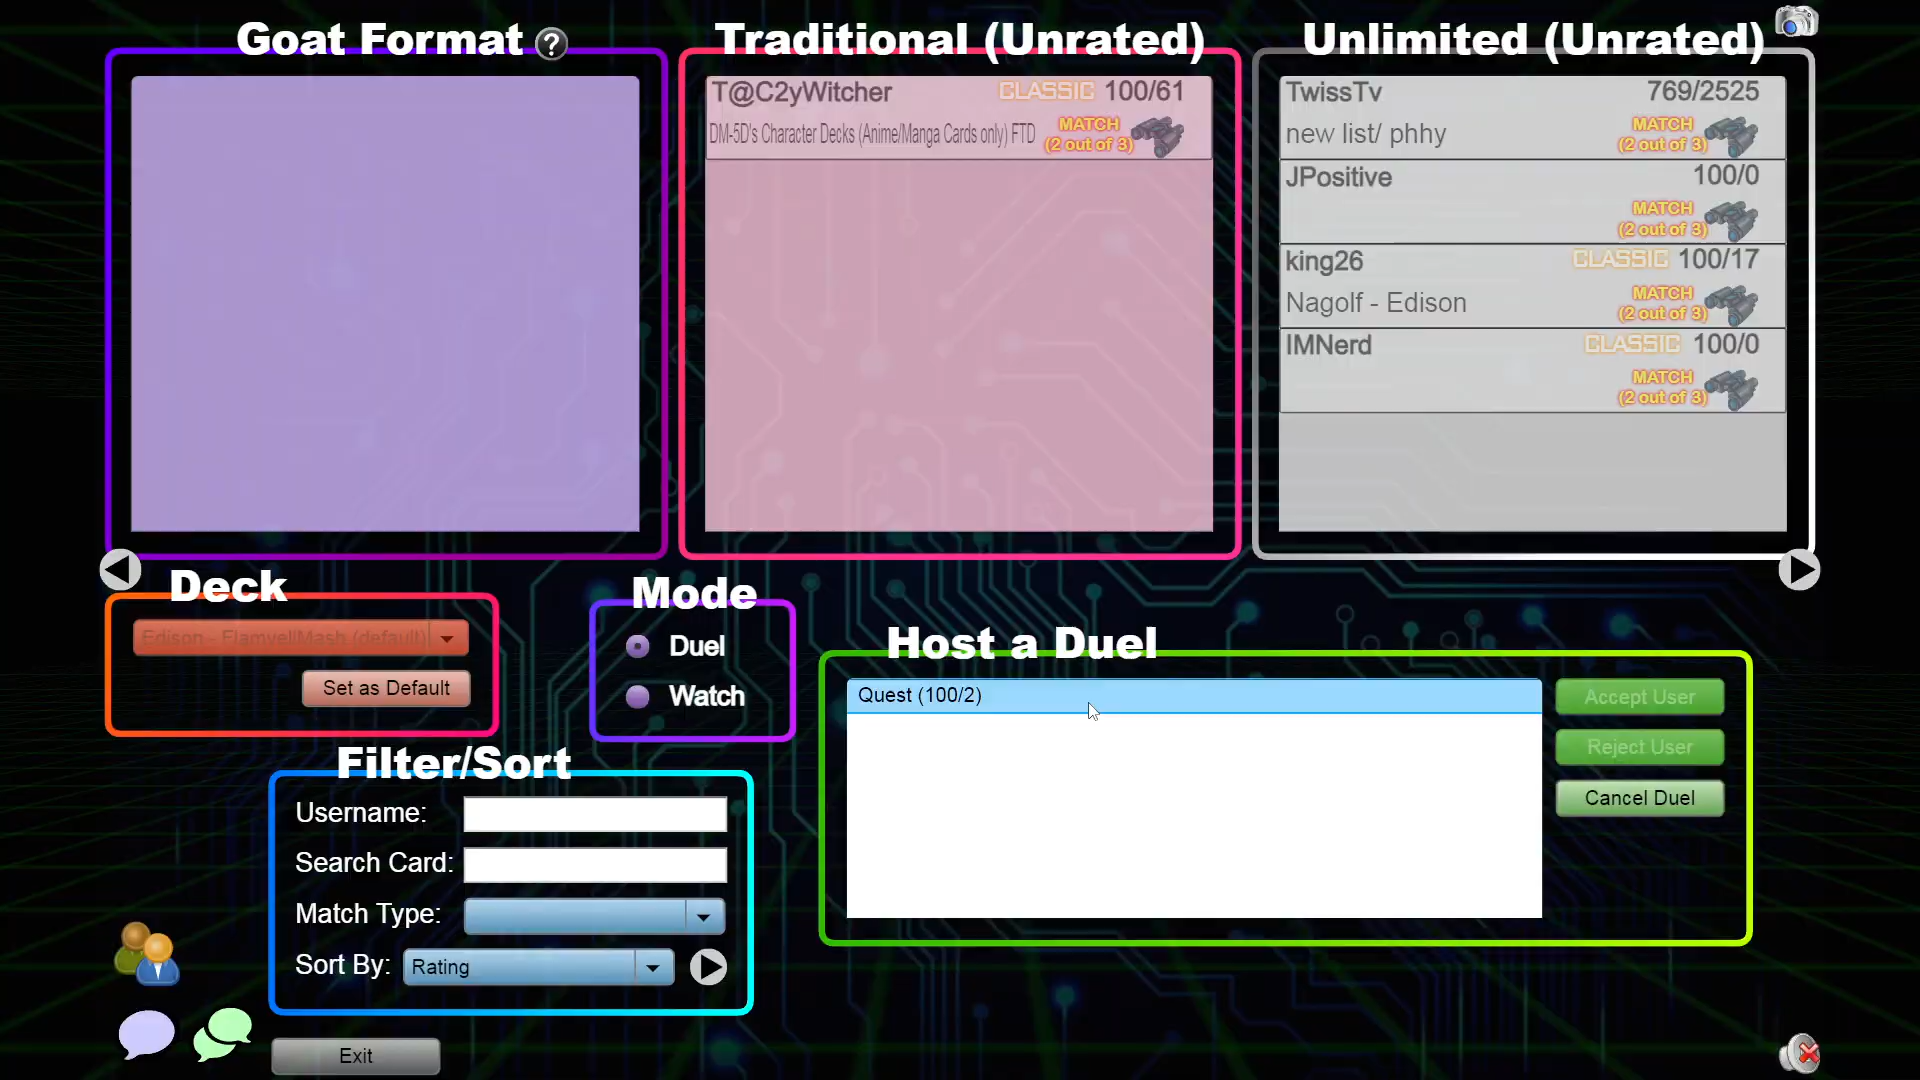 Goat Format ?
Traditional (Unrated)
T@C2yWitcher CLASSIC 100/61
DM-5D's Character Decks (Anime/Manga Cards only) FTD MATCH
(2 out of 3)
Unlimited (Unrated)
TwissTv 769/2525
new list/ phhy MATCH
(2 out of 3)
JPositive 100/0
MATCH
(2 out of 3)
king26 CLASSIC 100/17
Nagolf - Edison MATCH
(2 out of 3)
IMNerd CLASSIC 100/0
MATCH
(2 out of 3)
Deck
Edison - FlamvellMash (default)
Set as Default
Mode
Duel
Watch
Host a Duel
Quest (100/2)
Accept User
Reject User
Cancel Duel
Filter/Sort
Username:
Search Card:
Match Type:
Sort By: Rating
Exit